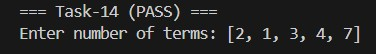 === Task-14 (PASS) ===
Enter number of terms: [2, 1, 3, 4, 7]